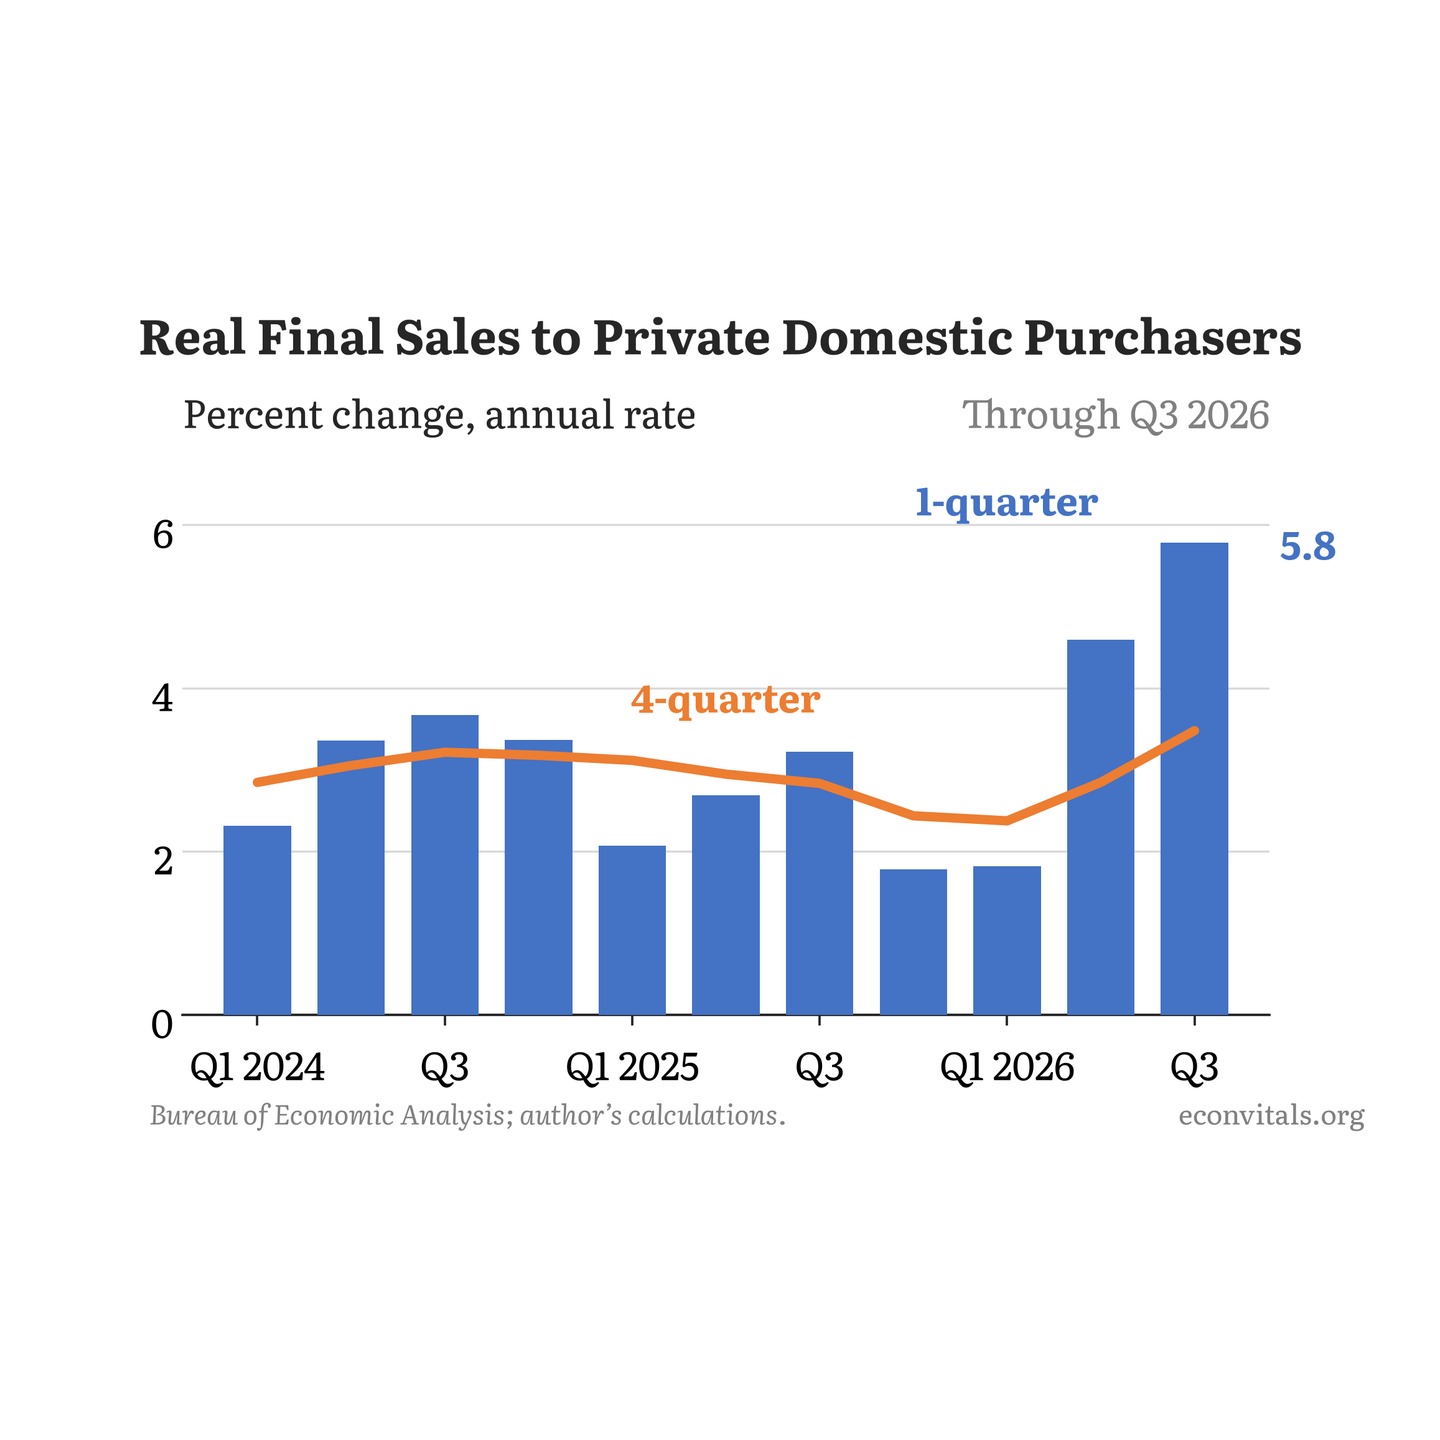 Real Final Sales to Private Domestic Purchasers
Percent change, annual rate
Through Q3 2026
1-quarter
6
5.8
4
4-quarter
2
0
Q1 2024
Q3
Q1 2025
Q3
Q1 2026
Q3
Bureau of Economic Analysis; author’s calculations.
econvitals.org